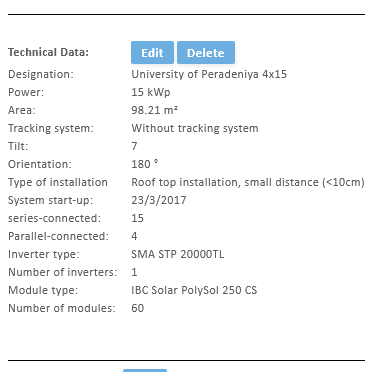 Technical Data: Edit Delete
Designation: University of Peradeniya 4x15
Power: 15 kWp
Area: 98.21 m²
Tracking system: Without tracking system
Tilt: 7
Orientation: 180 °
Type of installation Roof top installation, small distance (<10cm)
System start-up: 23/3/2017
series-connected: 15
Parallel-connected: 4
Inverter type: SMA STP 20000TL
Number of inverters: 1
Module type: IBC Solar PolySol 250 CS
Number of modules: 60